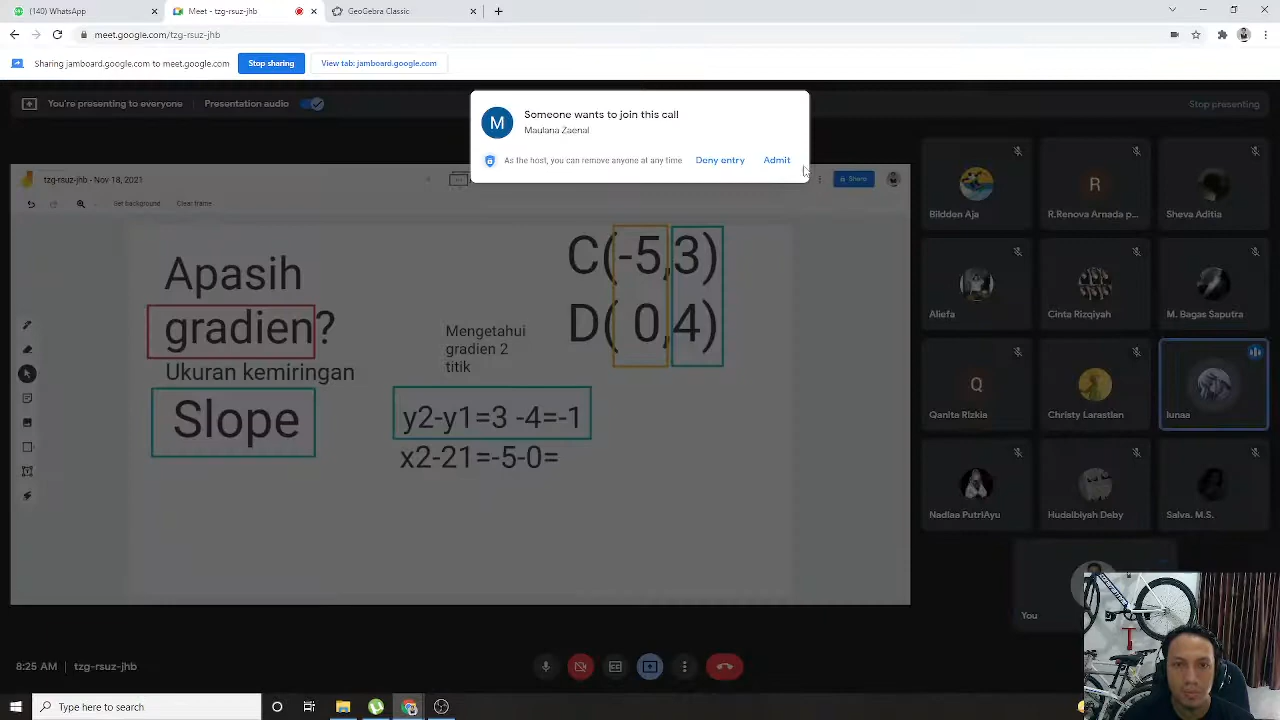 (140) WhatsApp
Meet - tzg-rsuz-jhb
GeoGebra Classic
meet.google.com/tzg-rsuz-jhb
Sharing jamboard.google.com to meet.google.com
Stop sharing
View tab: jamboard.google.com
You're presenting to everyone
Presentation audio
Stop presenting
Someone wants to join this call
M
Maulana Zaenal
As the host, you can remove anyone at any time
Deny entry
Admit
tzg-rsuz-jhb - Nov 18, 2021
Share
Set background
Clear frame
Apasih
gradien?
Ukuran kemiringan
Slope
Mengetahui
gradien 2
titik
C(-5,3)
D( 0,4)
y2-y1=3 -4=-1
x2-21=-5-0=
Bildden Aja
R
R.Renova Arnada p...
Sheva Aditia
Aliefa
Cinta Rizqiyah
M. Bagas Saputra
Q
Qanita Rizkia
Christy Larastian
lunaa
Nadiaa PutriAyu
Hudaibiyah Deby
Salva. M.S.
You
8:25 AM
tzg-rsuz-jhb
Type here to search